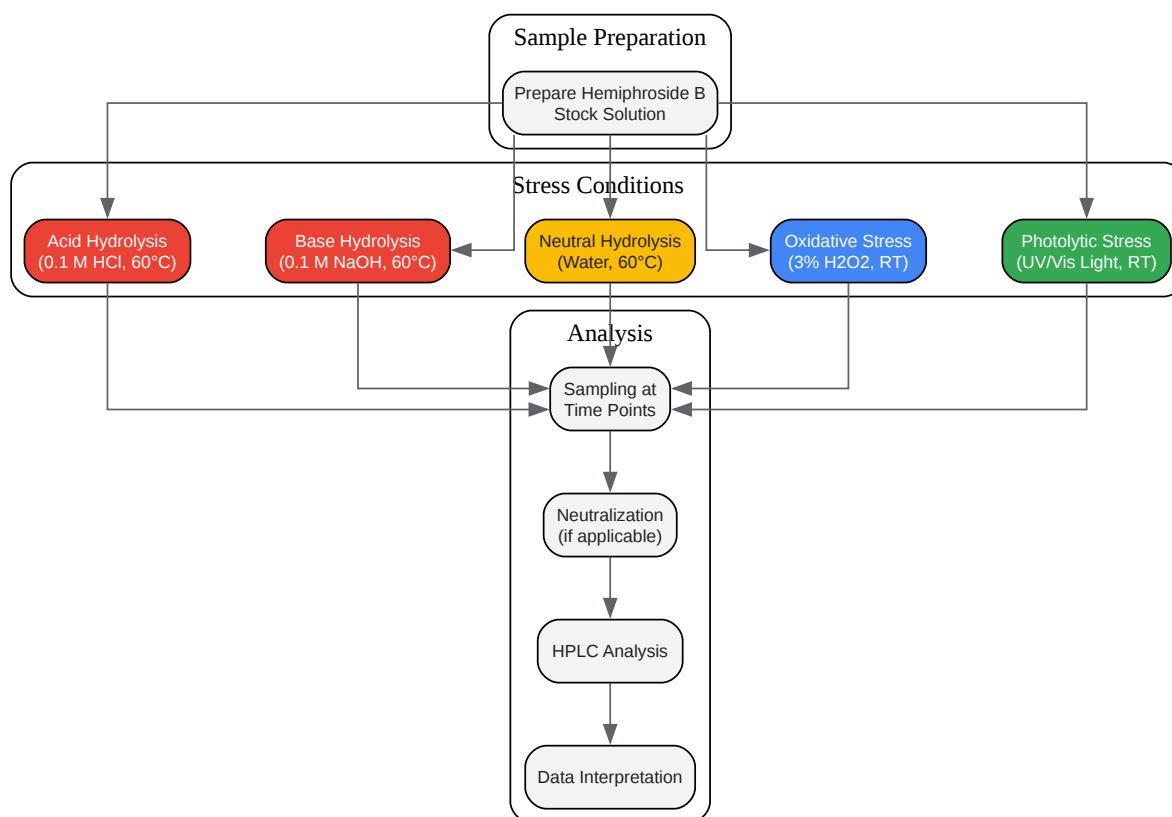 Sample Preparation
Prepare Hemiphroside B
Stock Solution
Stress Conditions
Acid Hydrolysis
(0.1 M HCl, 60°C)
Base Hydrolysis
(0.1 M NaOH, 60°C)
Neutral Hydrolysis
(Water, 60°C)
Oxidative Stress
(3% H2O2, RT)
Photolytic Stress
(UV/Vis Light, RT)
Analysis
Sampling at
Time Points
Neutralization
(if applicable)
HPLC Analysis
Data Interpretation